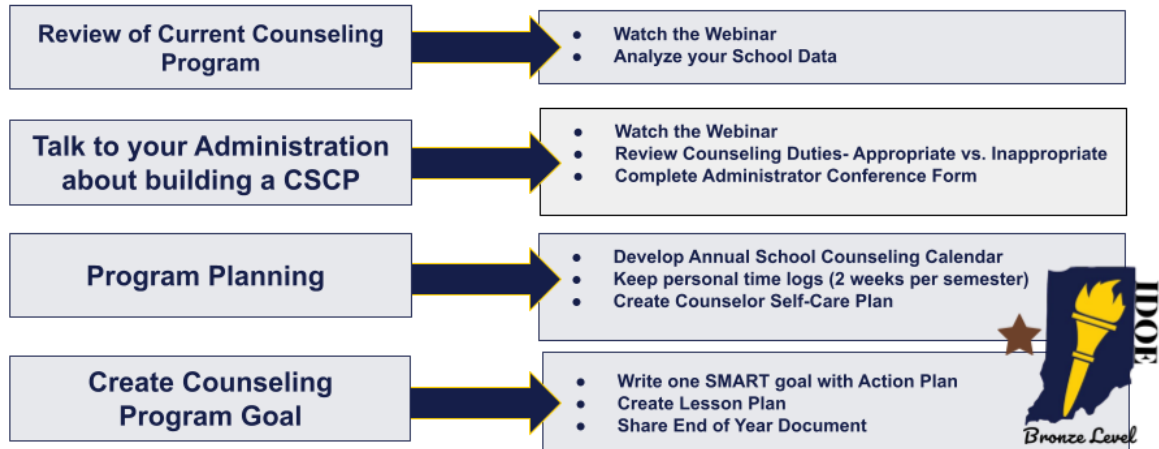 Review of Current Counseling
Program
● Watch the Webinar
● Analyze your School Data
Talk to your Administration
about building a CSCP
● Watch the Webinar
● Review Counseling Duties- Appropriate vs. Inappropriate
● Complete Administrator Conference Form
Program Planning
● Develop Annual School Counseling Calendar
● Keep personal time logs (2 weeks per semester)
● Create Counselor Self-Care Plan
Create Counseling
Program Goal
● Write one SMART goal with Action Plan
● Create Lesson Plan
● Share End of Year Document
IDOE
Bronze Level